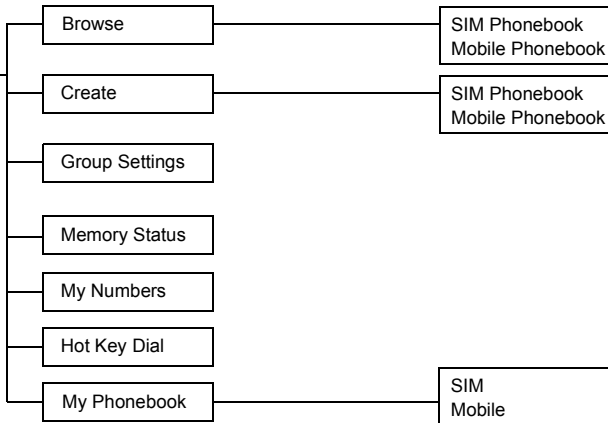 Browse
SIM Phonebook
Mobile Phonebook
Create
SIM Phonebook
Mobile Phonebook
Group Settings
Memory Status
My Numbers
Hot Key Dial
My Phonebook
SIM
Mobile